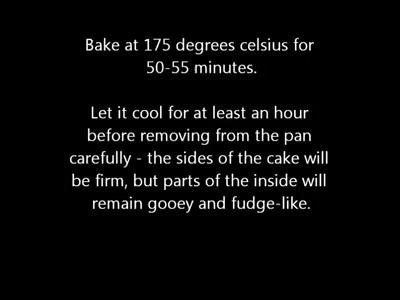 Bake at 175 degrees celsius for
50-55 minutes.
Let it cool for at least an hour
before removing from the pan
carefully - the sides of the cake will
be firm, but parts of the inside will
remain gooey and fudge-like.